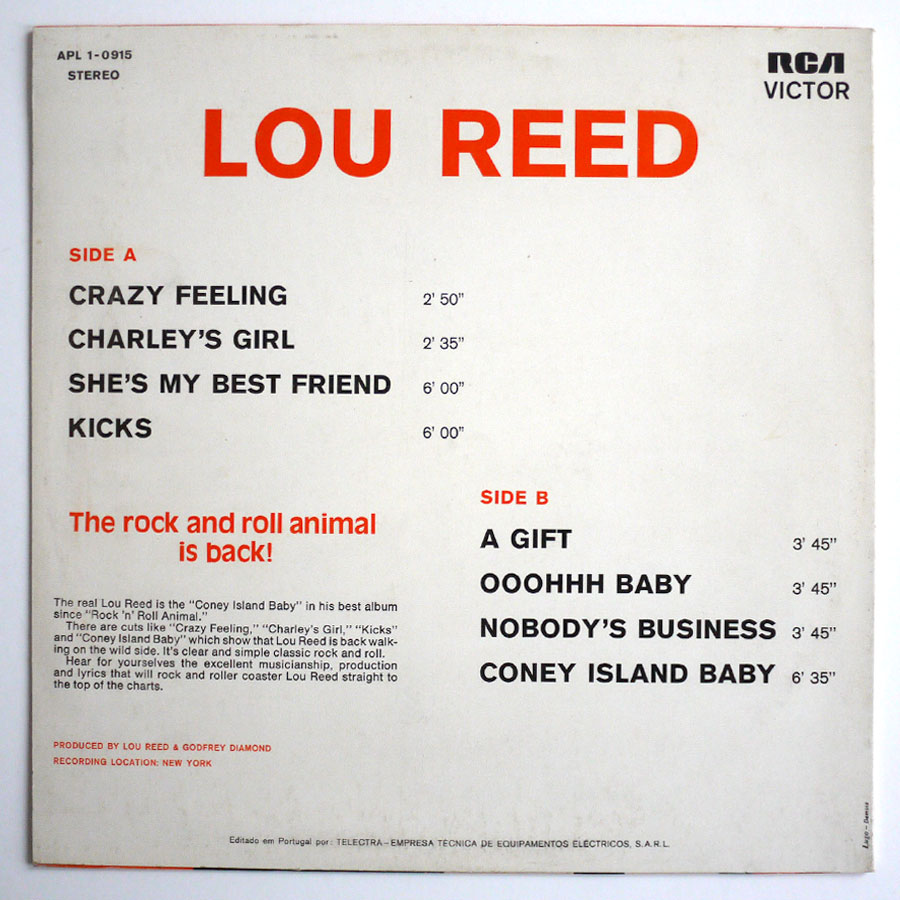 APL 1-0915
STEREO
RCA
VICTOR
LOU REED
SIDE A
CRAZY FEELING 2' 50"
CHARLEY'S GIRL 2' 35"
SHE'S MY BEST FRIEND 6' 00"
KICKS 6' 00"
The rock and roll animal
is back!
The real Lou Reed is the "Coney Island Baby" in his best album
since "Rock 'n' Roll Animal."
There are cuts like "Crazy Feeling," "Charley's Girl," "Kicks"
and "Coney Island Baby" which show that Lou Reed is back walk-
ing on the wild side. It's clear and simple classic rock and roll.
Hear for yourselves the excellent musicianship, production
and lyrics that will rock and roller coaster Lou Reed straight to
the top of the charts.
PRODUCED BY LOU REED & GODFREY DIAMOND
RECORDING LOCATION: NEW YORK
SIDE B
A GIFT 3' 45"
OOOHHH BABY 3' 45"
NOBODY'S BUSINESS 3' 45"
CONEY ISLAND BABY 6' 35"
Editado em Portugal por: TELECTRA-EMPRESA TÉCNICA DE EQUIPAMENTOS ELÉCTRICOS, S.A.R.L.